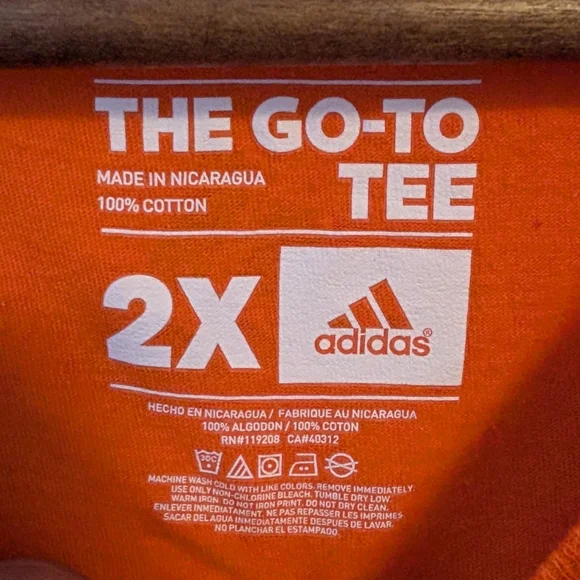 THE GO-TO
MADE IN NICARAGUA
100% COTTON
TEE
2X
adidas®
HECHO EN NICARAGUA / FABRIQUE AU NICARAGUA
100% ALGODON / 100% COTON
RN#119208 CA#40312
30C
MACHINE WASH COLD WITH LIKE COLORS. REMOVE IMMEDIATELY.
USE ONLY NON-CHLORINE BLEACH. TUMBLE DRY LOW.
WARM IRON. DO NOT IRON PRINT. DO NOT DRY CLEAN.
ENLEVER IMMEDIATEMENT. NE PAS REPASSER LES IMPRIMES.
SACAR DEL AGUA INMEDIATAMENTE DESPUES DE LAVAR.
NO PLANCHAR EL ESTAMPADO.